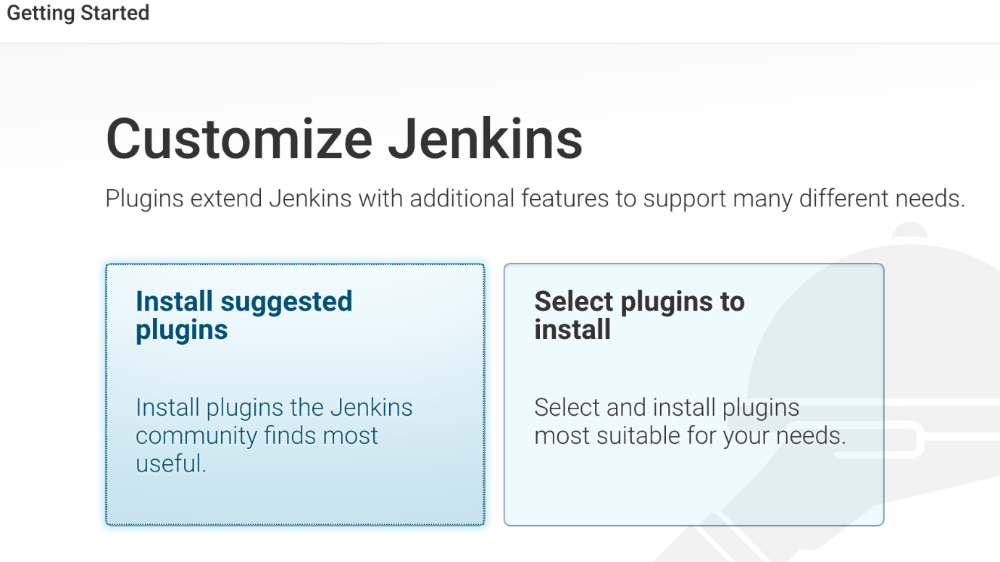 Getting Started
Customize Jenkins
Plugins extend Jenkins with additional features to support many different needs.
Install suggested
plugins
Install plugins the Jenkins
community finds most
useful.
Select plugins to
install
Select and install plugins
most suitable for your needs.